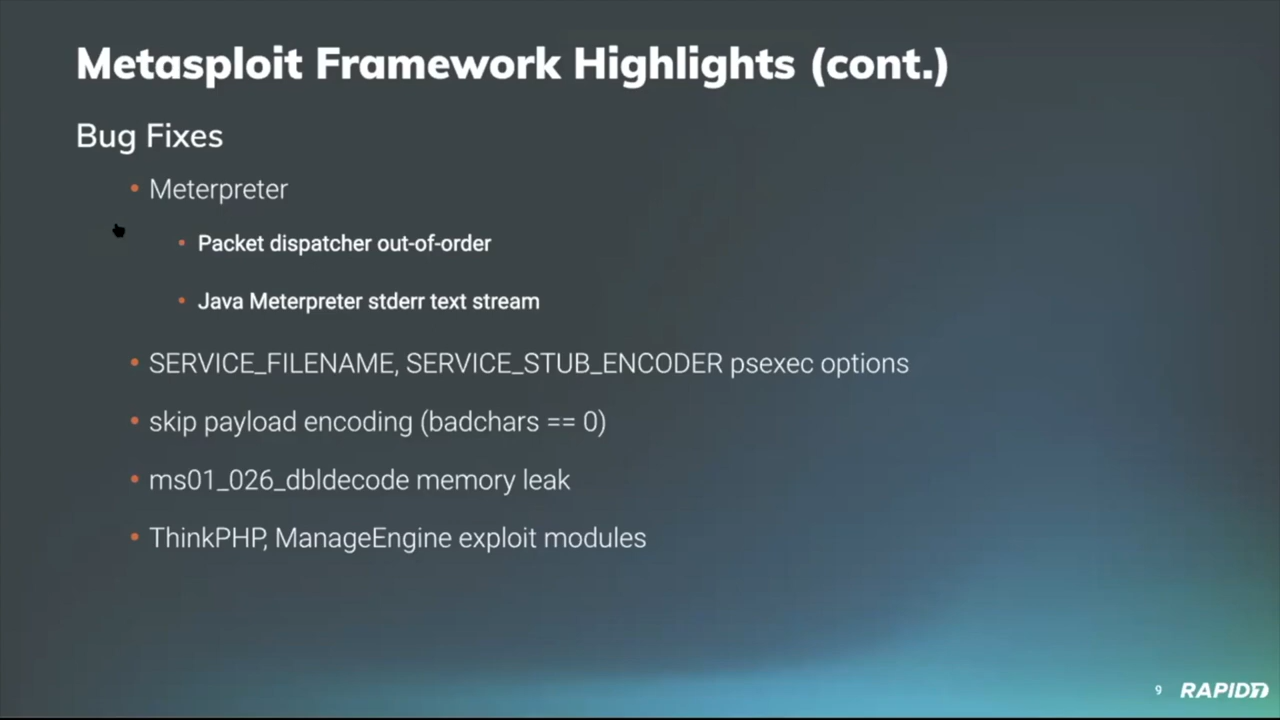 Metasploit Framework Highlights (cont.)
Bug Fixes
• Meterpreter
• Packet dispatcher out-of-order
• Java Meterpreter stderr text stream
• SERVICE_FILENAME, SERVICE_STUB_ENCODER psexec options
• skip payload encoding (badchars == 0)
• ms01_026_dbldecode memory leak
• ThinkPHP, ManageEngine exploit modules
9 RAPID7